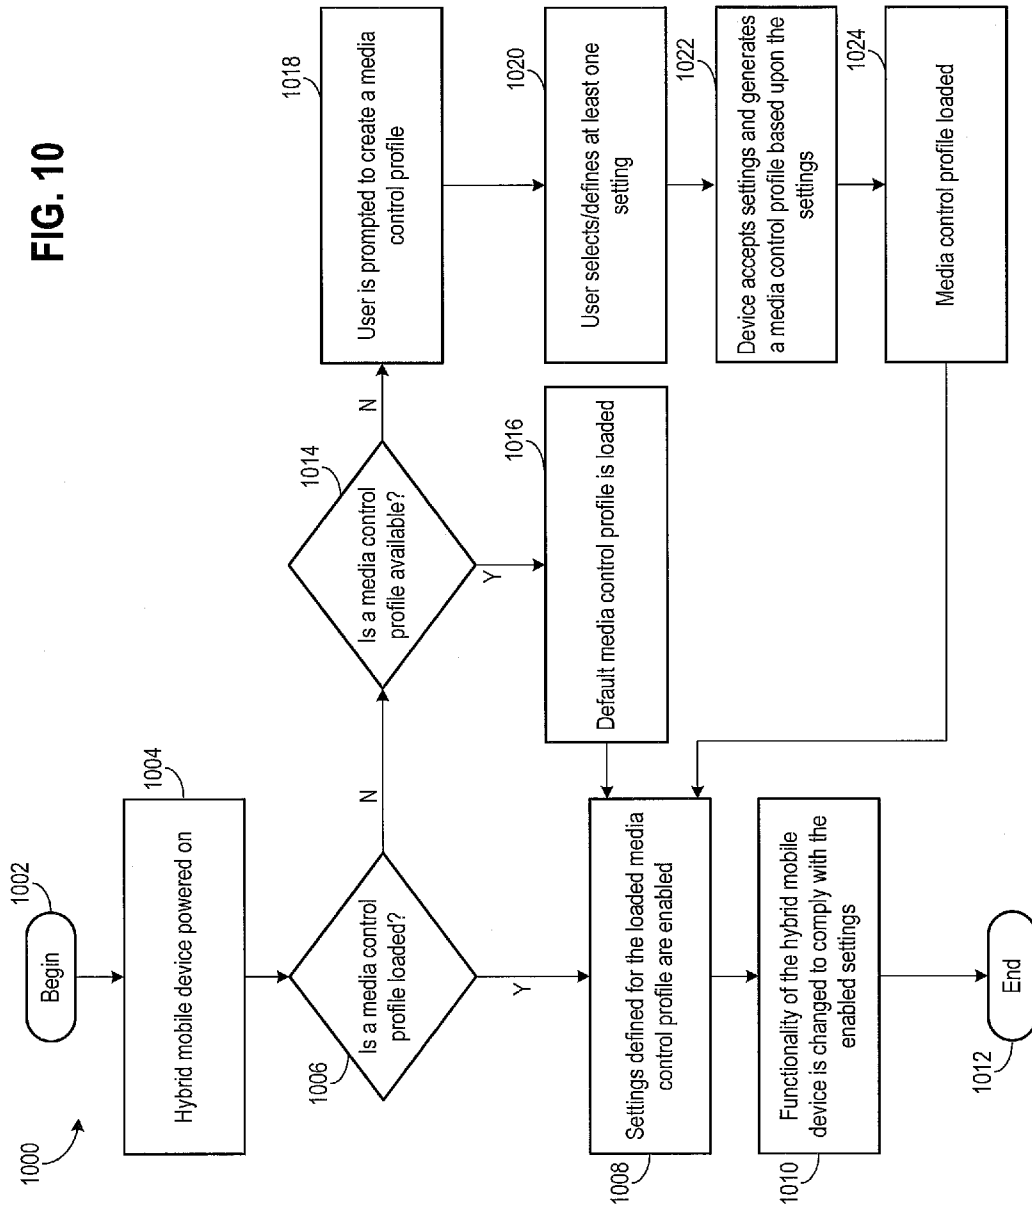 FIG. 10
1000
Begin
1002
Hybrid mobile device powered on
1004
Is a media control
profile loaded?
1006
N
Y
Is a media control
profile available?
1014
N
Y
User is prompted to create a media
control profile
1018
User selects/defines at least one
setting
1020
Device accepts settings and generates
a media control profile based upon the
settings
1022
Media control profile loaded
1024
Default media control profile is loaded
1016
Settings defined for the loaded media
control profile are enabled
1008
Functionality of the hybrid mobile
device is changed to comply with the
enabled settings
1010
End
1012